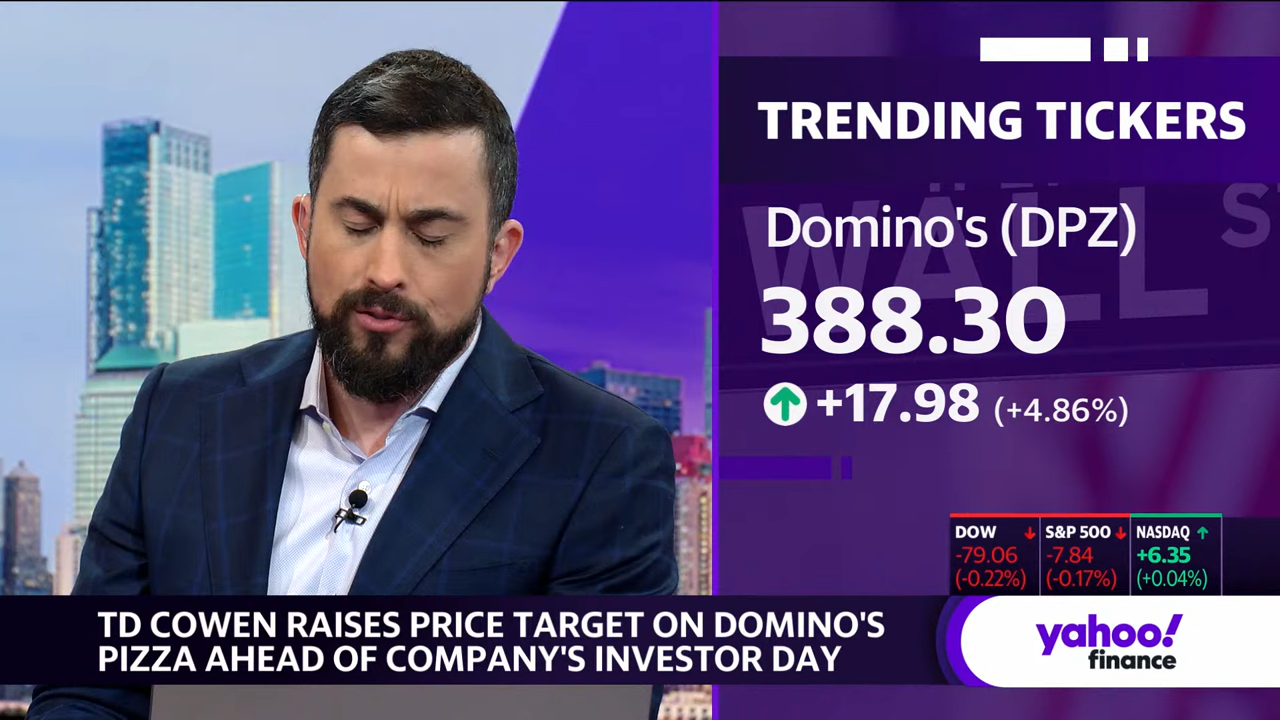 TRENDING TICKERS
WALL S
Domino's (DPZ)
388.30
+17.98 (+4.86%)
DOW
-79.06
(-0.22%)
S&P 500
-7.84
(-0.17%)
NASDAQ
+6.35
(+0.04%)
TD COWEN RAISES PRICE TARGET ON DOMINO'S
PIZZA AHEAD OF COMPANY'S INVESTOR DAY
yahoo!
finance